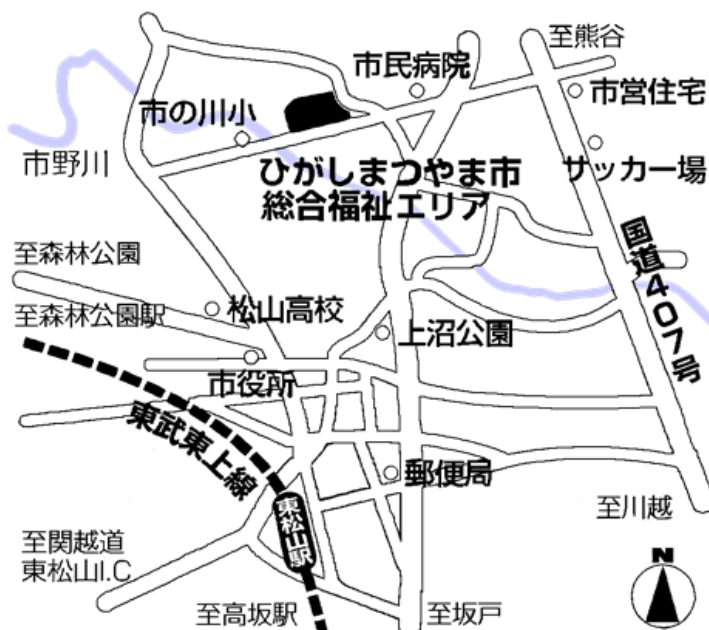 至熊谷
市民病院
市営住宅
市の川小
市野川
サッカー場
ひがしまつやま市
総合福祉エリア
国道407号
至森林公園
至森林公園駅
松山高校
上沼公園
市役所
東武東上線
郵便局
東松山駅
至川越
至関越道
東松山I.C
至高坂駅
至坂戸
N